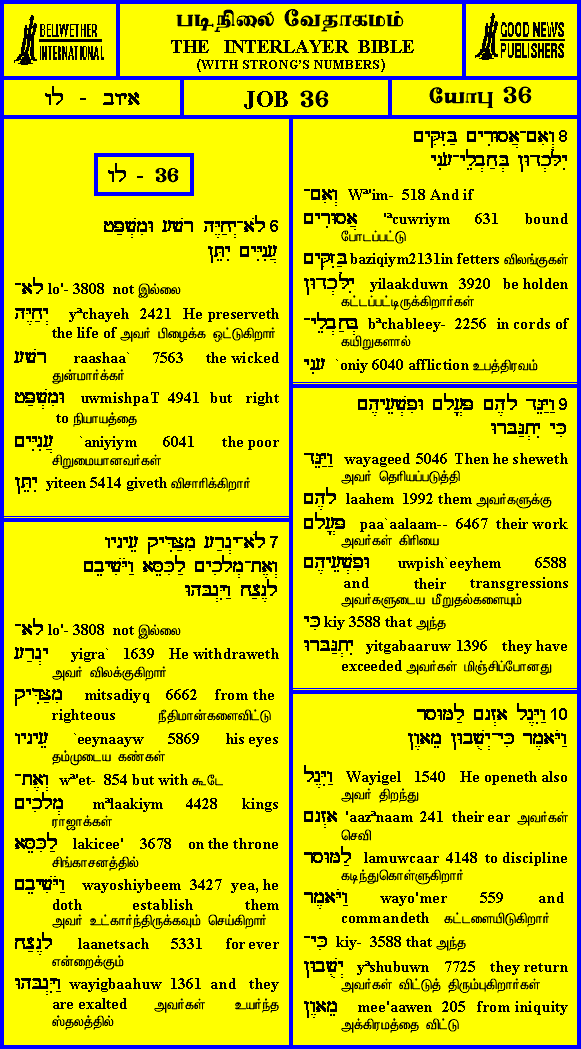 BELLWETHER
INTERNATIONAL
படிநிலை வேதாகமம்
THE INTERLAYER BIBLE
(WITH STRONG'S NUMBERS)
GOOD NEWS
PUBLISHERS
איוב - לו
JOB 36
யோபு 36
לו - 36
6 לֹא־יְחַיֶּה רָשָׁע וּמִשְׁפַּט
עֲנִיִּים יִתֵּן
לֹא־ lo'- 3808 not இல்லை
יְחַיֶּה yªchayeh 2421 He preserveth
the life of அவர் பிழைக்க ஒட்டுகிறார்
רָשָׁע raashaa` 7563 the wicked
துன்மார்க்கர்
וּמִשְׁפַּט uwmishpaT 4941 but right
to நியாயத்தை
עֲנִיִּים `aniyiym 6041 the poor
சிறுமையானவர்கள்
יִתֵּן yiteen 5414 giveth விசாரிக்கிறார்
7 לֹא־יִגְרַע מִצַּדִּיק עֵינָיו
וְאֶת־מְלָכִים לַכִּסֵּא וַיֹּשִׁיבֵם
לָנֶצַח וַיִּגְבָּהוּ
לֹא־ lo'- 3808 not இல்லை
יִגְרַע yigra` 1639 He withdraweth
அவர் விலக்குகிறார்
מִצַּדִּיק mitsadiyq 6662 from the
righteous நீதிமான்களைவிட்டு
עֵינָיו `eeynaayw 5869 his eyes
தம்முடைய கண்கள்
וְאֶת־ wª'et- 854 but with கூடே
מְלָכִים mªlaakiym 4428 kings
ராஜாக்கள்
לַכִּסֵּא lakicee' 3678 on the throne
சிங்காசனத்தில்
וַיֹּשִׁיבֵם wayoshiybeem 3427 yea, he
doth establish them
அவர் உட்கார்ந்திருக்கவும் செய்கிறார்
לָנֶצַח laanetsach 5331 for ever
என்றைக்கும்
וַיִּגְבָּהוּ wayigbaahuw 1361 and they
are exalted அவர்கள் உயர்ந்த
ஸ்தலத்தில்
8 וְאִם־אֲסוּרִים בַּזִּקִּים
יִלָּכְדוּן בְּחַבְלֵי־עֹנִי
וְאִם־ Wª'im- 518 And if
אֲסוּרִים 'ªcuwriym 631 bound
போடப்பட்டு
בַּזִּקִּים baziqiym2131in fetters விலங்குகள்
יִלָּכְדוּן yilaakduwn 3920 be holden
கட்டப்பட்டிருக்கிறார்கள்
בְּחַבְלֵי־ bªchableey- 2256 in cords of
கயிறுகளால்
עֹנִי `oniy 6040 affliction உபத்திரவம்
9 וַיַּגֵּד לָהֶם פָּעֳלָם וּפִשְׁעֵיהֶם
כִּי יִתְגַּבָּרוּ
וַיַּגֵּד wayageed 5046 Then he sheweth
அவர் தெரியப்படுத்தி
לָהֶם laahem 1992 them அவர்களுக்கு
פָּעֳלָם paa`aalaam-- 6467 their work
அவர்கள் கிரியை
וּפִשְׁעֵיהֶם uwpish`eeyhem 6588
and their transgressions
அவர்களுடைய மீறுதல்களையும்
כִּי kiy 3588 that அந்த
יִתְגַּבָּרוּ yitgabaaruw 1396 they have
exceeded அவர்கள் மிஞ்சிப்போனது
10 וַיִּגֶל אָזְנָם לַמּוּסָר
וַיֹּאמֶר כִּי־יְשֻׁבוּן מֵאָוֶן
וַיִּגֶל Wayigel 1540 He openeth also
அவர் திறந்து
אָזְנָם 'aazªnaam 241 their ear அவர்கள்
செவி
לַמּוּסָר lamuwcaar 4148 to discipline
கடிந்துகொள்ளுகிறார்
וַיֹּאמֶר wayo'mer 559 and
commandeth கட்டளையிடுகிறார்
כִּי־ kiy- 3588 that அந்த
יְשֻׁבוּן yªshubuwn 7725 they return
அவர்கள் விட்டுத் திரும்புகிறார்கள்
מֵאָוֶן mee'aawen 205 from iniquity
அக்கிரமத்தை விட்டு